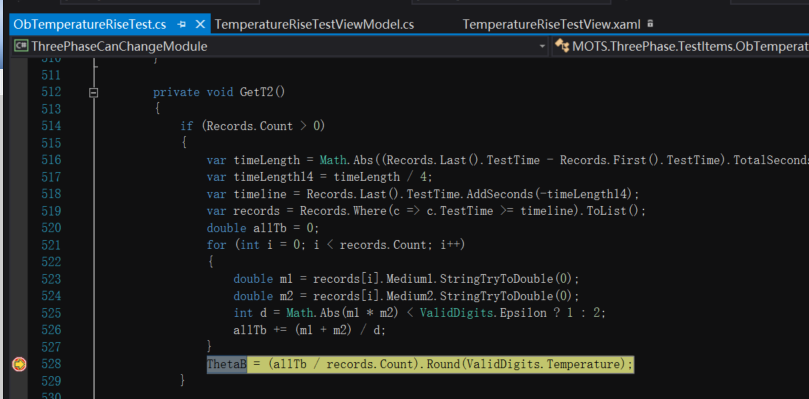 ObTemperatureRiseTest.cs TemperatureRiseTestViewModel.cs TemperatureRiseTestView.xaml
C# ThreePhaseCanChangeModule MOTS.ThreePhase.TestItems.ObTemperat
510 }
511
512 private void GetT2()
513 {
514 if (Records.Count > 0)
515 {
516 var timeLength = Math.Abs((Records.Last().TestTime - Records.First().TestTime).TotalSeconds
517 var timeLength14 = timeLength / 4;
518 var timeline = Records.Last().TestTime.AddSeconds(-timeLength14);
519 var records = Records.Where(c => c.TestTime >= timeline).ToList();
520 double allTb = 0;
521 for (int i = 0; i < records.Count; i++)
522 {
523 double m1 = records[i].Medium1.StringTryToDouble(0);
524 double m2 = records[i].Medium2.StringTryToDouble(0);
525 int d = Math.Abs(m1 * m2) < ValidDigits.Epsilon ? 1 : 2;
526 allTb += (m1 + m2) / d;
527 }
528 ThetaB = (allTb / records.Count).Round(ValidDigits.Temperature);
529 }
530